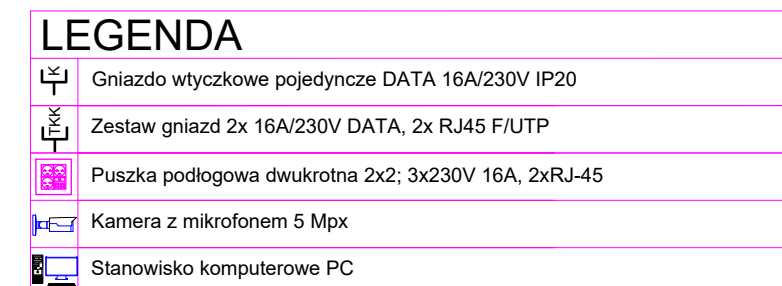 LEGENDA
K Gniazdo wtyczkowe pojedyncze DATA 16A/230V IP20
TKK Zestaw gniazd 2x 16A/230V DATA, 2x RJ45 F/UTP
Puszka podłogowa dwukrotna 2x2; 3x230V 16A, 2xRJ-45
Kamera z mikrofonem 5 Mpx
Stanowisko komputerowe PC